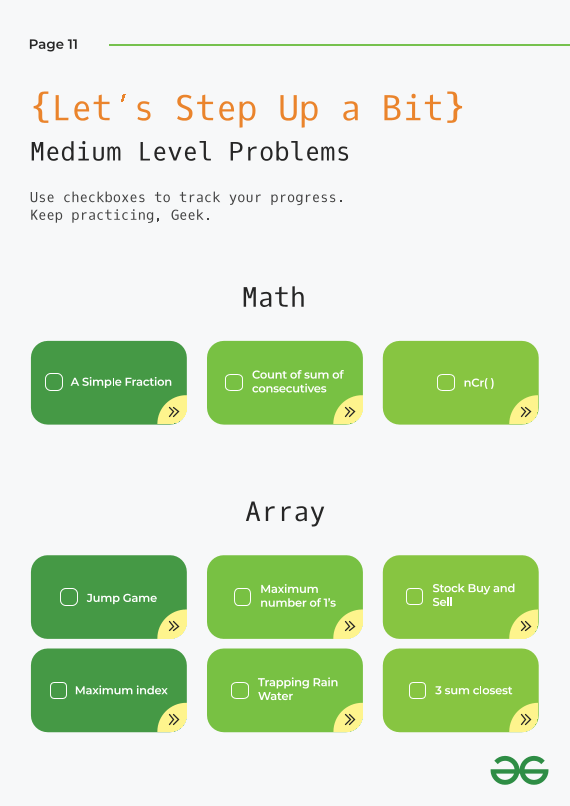 Page 11
{Let’s Step Up a Bit}
Medium Level Problems
Use checkboxes to track your progress.
Keep practicing, Geek.
Math
A Simple Fraction
Count of sum of
consecutives
nCr( )
Array
Jump Game
Maximum
number of 1's
Stock Buy and
Sell
Maximum index
Trapping Rain
Water
3 sum closest